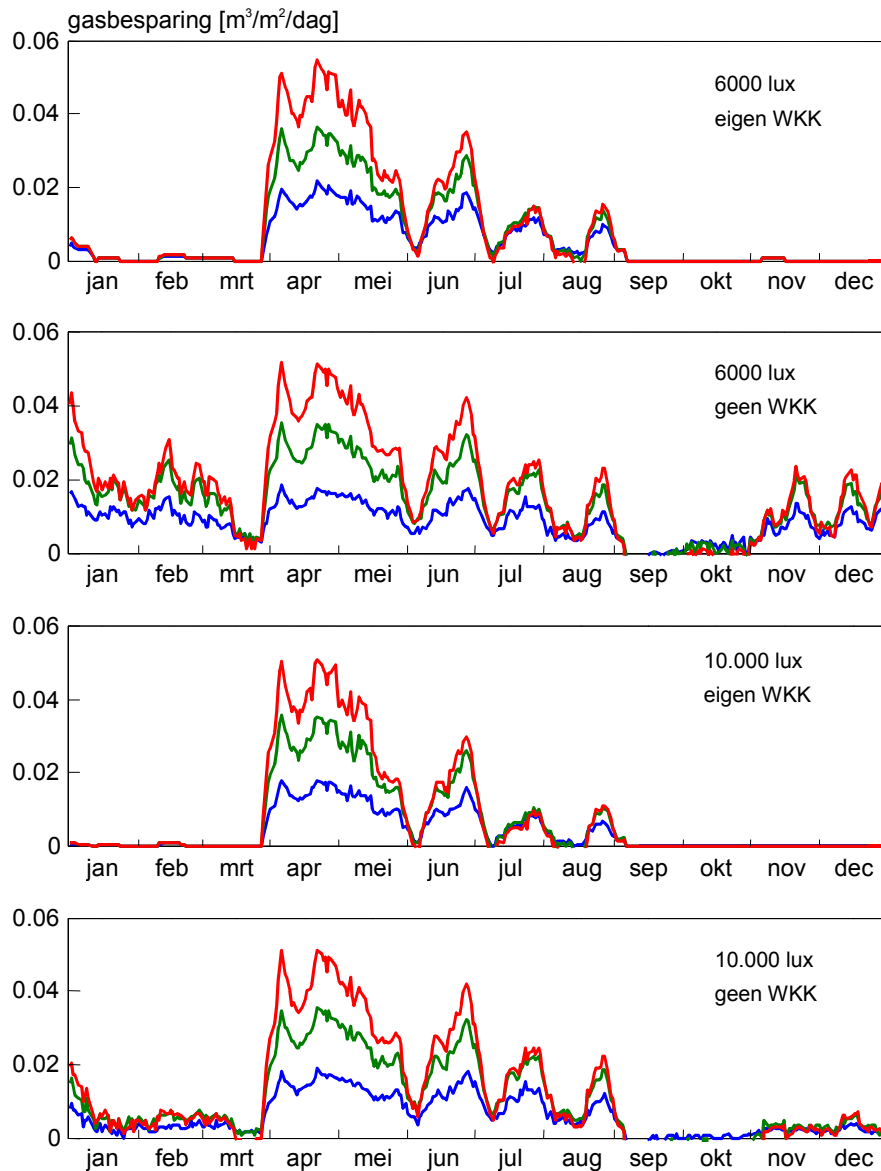 gasbesparing [m³/m²/dag]
0.06
0.04
0.02
0
6000 lux
eigen WKK
jan feb mrt apr mei jun jul aug sep okt nov dec
0.06
0.04
0.02
0
6000 lux
geen WKK
jan feb mrt apr mei jun jul aug sep okt nov dec
0.06
0.04
0.02
0
10.000 lux
eigen WKK
jan feb mrt apr mei jun jul aug sep okt nov dec
0.06
0.04
0.02
0
10.000 lux
geen WKK
jan feb mrt apr mei jun jul aug sep okt nov dec